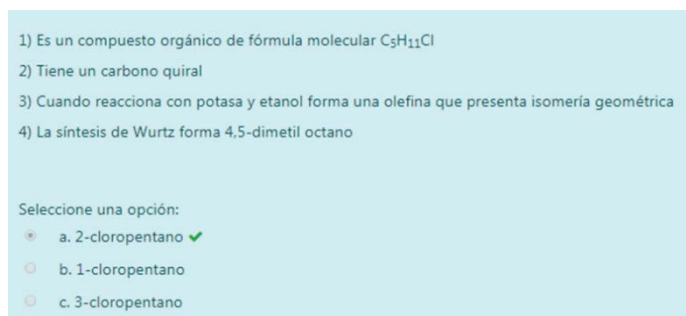 1) Es un compuesto orgánico de fórmula molecular C₅H₁₁Cl
2) Tiene un carbono quiral
3) Cuando reacciona con potasa y etanol forma una olefina que presenta isomería geométrica
4) La síntesis de Wurtz forma 4,5-dimetil octano
Seleccione una opción:
a. 2-cloropentano ✔
b. 1-cloropentano
c. 3-cloropentano